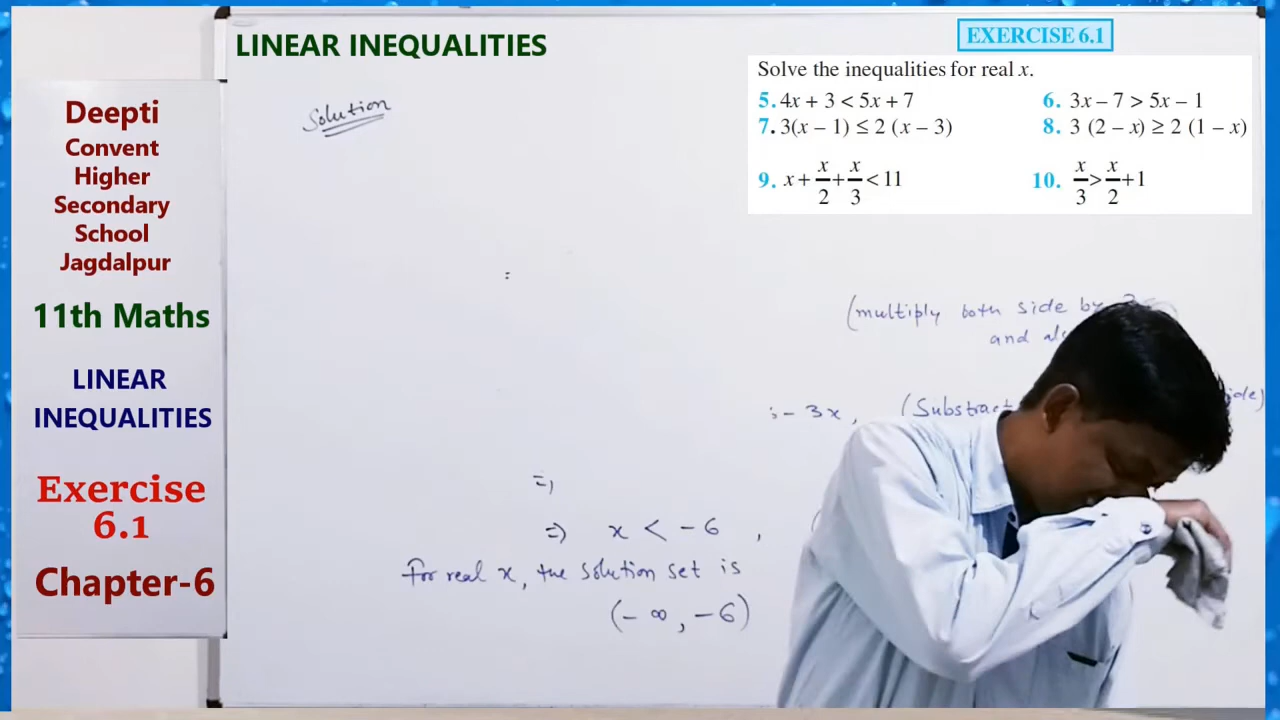 LINEAR INEQUALITIES
EXERCISE 6.1
Solve the inequalities for real x.
5. 4x + 3 < 5x + 7
6. 3x – 7 > 5x – 1
7. 3(x – 1) ≤ 2 (x – 3)
8. 3 (2 – x) ≥ 2 (1 – x)
9. x + x/2 + x/3 < 11
10. x/3 > x/2 + 1
Deepti
Convent
Higher
Secondary
School
Jagdalpur
11th Maths
LINEAR
INEQUALITIES
Exercise
6.1
Chapter-6
Solution
(multiply both side by
and
- 3x ,
=>
=> x < -6 ,
For real x, the solution set is
(-∞, -6)